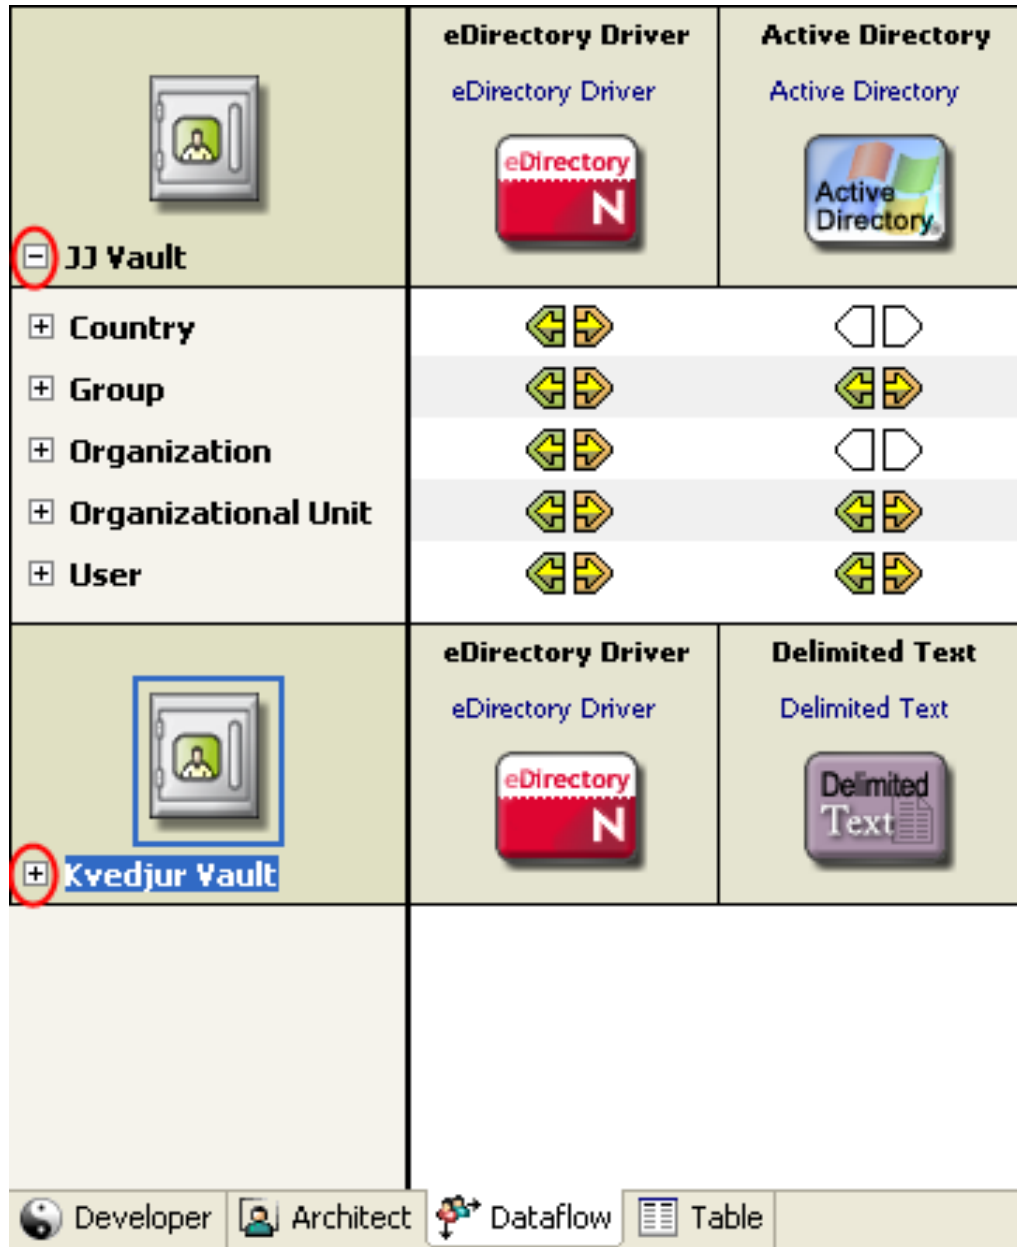 eDirectory Driver
Active Directory
eDirectory Driver
Active Directory
eDirectory
N
Active
Directory
JJ Vault
Country
Group
Organization
Organizational Unit
User
eDirectory Driver
Delimited Text
eDirectory Driver
Delimited Text
eDirectory
N
Delimited
Text
Kvedjur Vault
Developer
Architect
Dataflow
Table